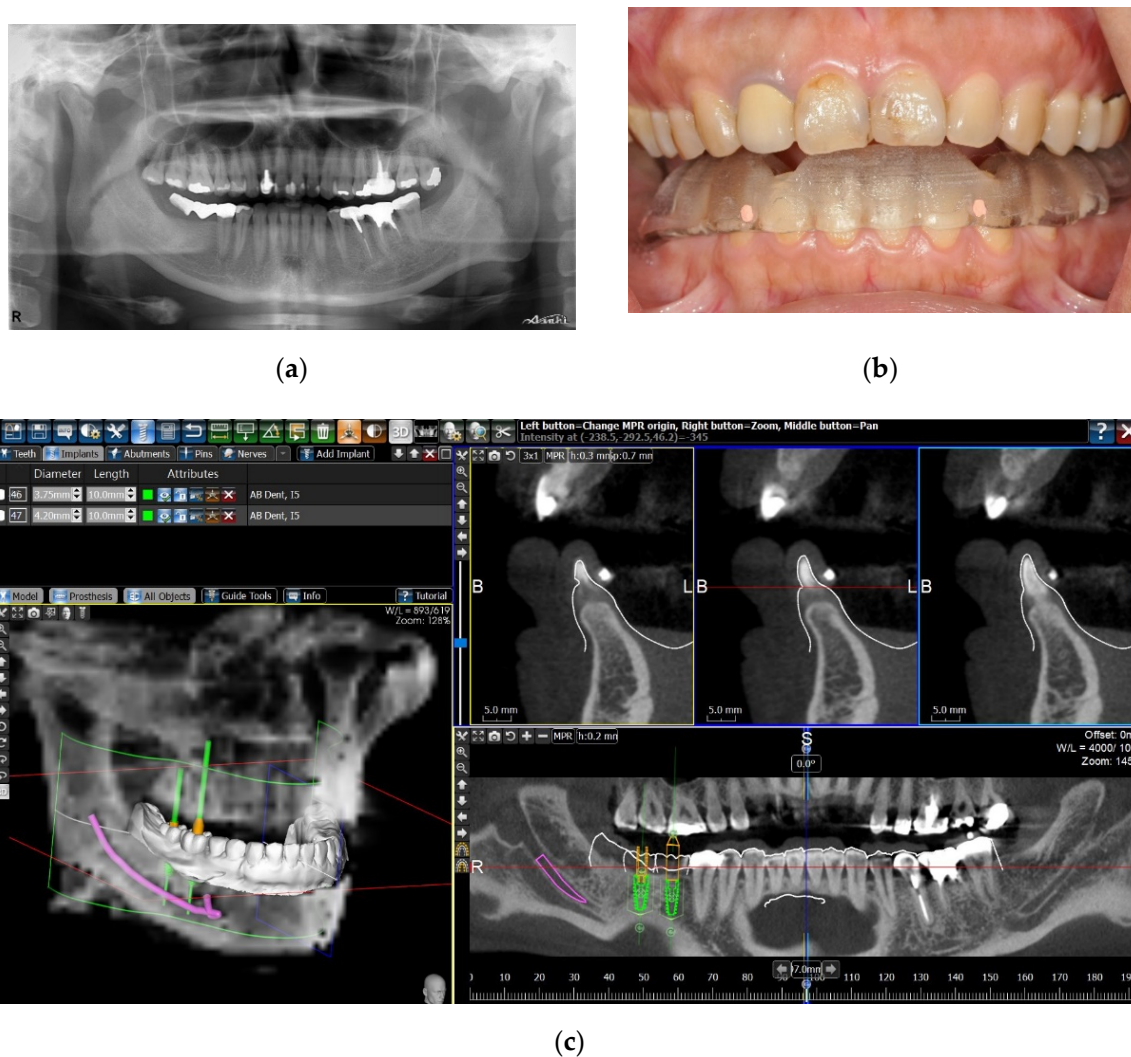 R
Asahi
(a)
(b)
Left button=Change MPR origin, Right button=Zoom, Middle button=Pan
Intensity at (-238.5,-292.5,46.2)=-345
Teeth Implants Abutments Pins Nerves Add Implant
Diameter Length Attributes
46 3.75mm 10.0mm AB Dent, I5
47 4.20mm 10.0mm AB Dent, I5
Model Prosthesis All Objects Guide Tools Info Tutorial
W/L = 893/619
Zoom: 128%
3D
3x1 MPR h:0.3 mm p:0.7 mm
B L B L B
5.0 mm 5.0 mm 5.0 mm
MPR h:0.2 mm
S
0.0º
Offset: 0m
W/L = 4000/ 10
Zoom: 145
R
7.0mm
10 20 30 40 50 60 70 80 90 110 120 130 140 150 160 170 180 190
(c)